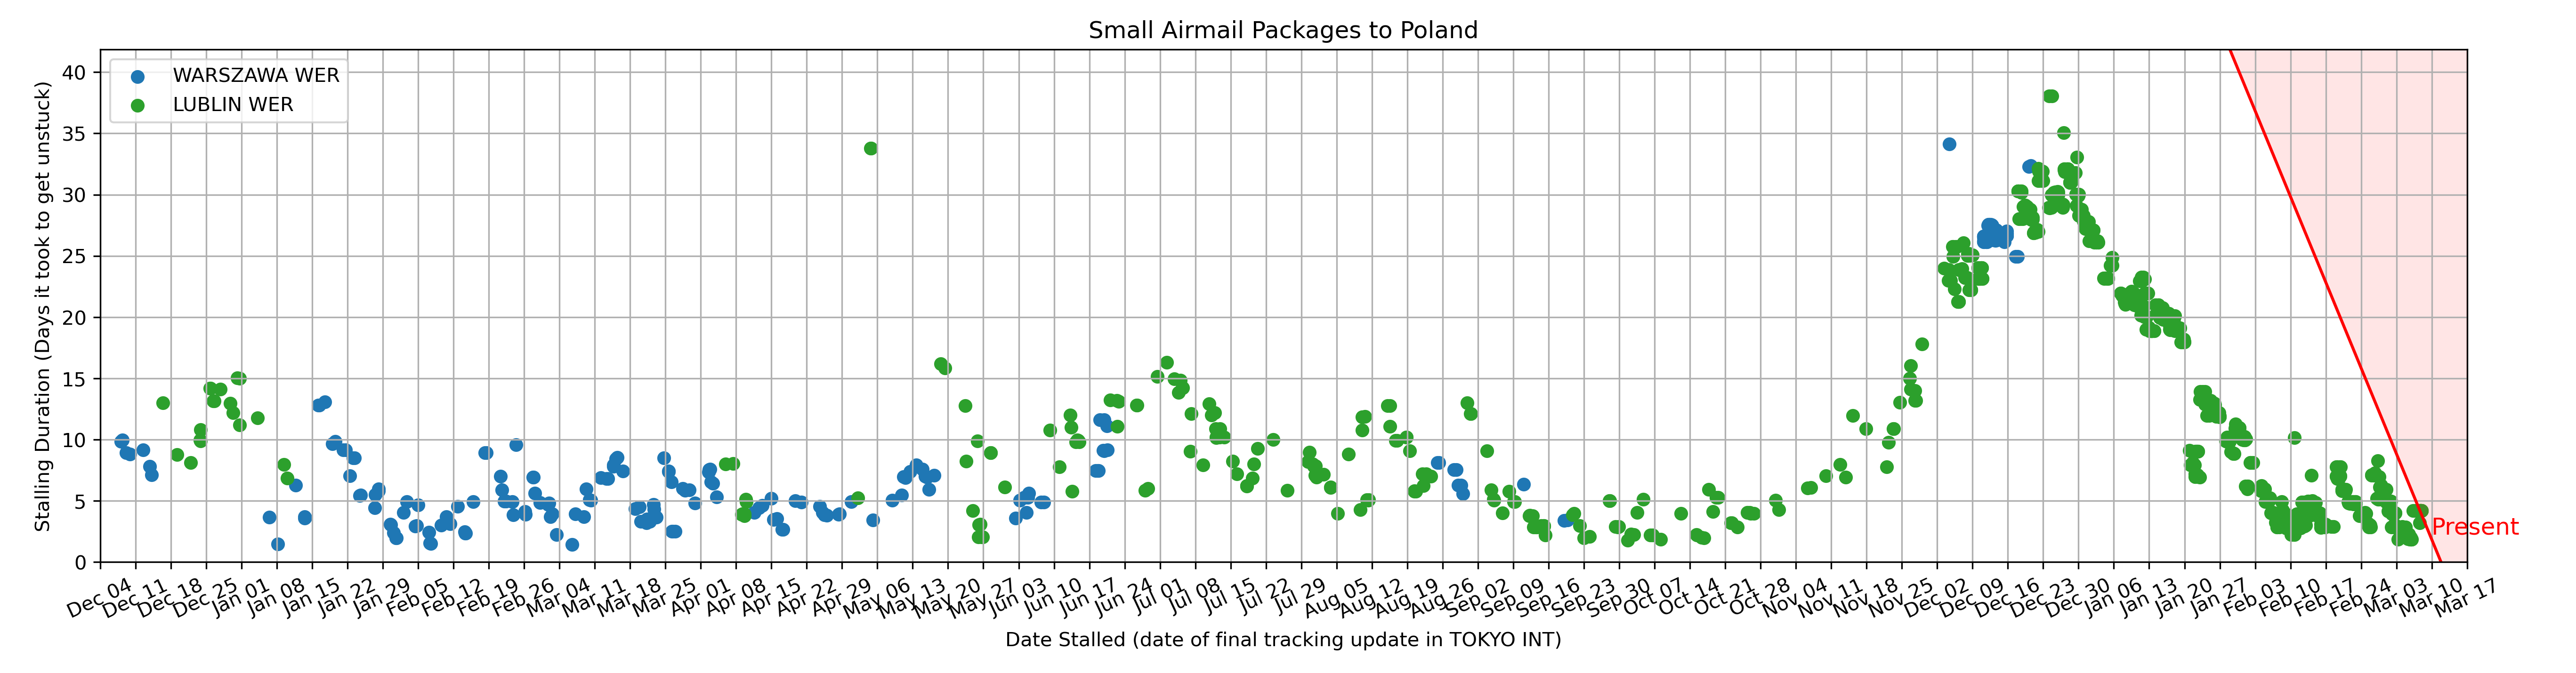 Small Airmail Packages to Poland
WARSZAWA WER
LUBLIN WER
Stalling Duration (Days it took to get unstuck)
40
35
30
25
20
15
10
5
0
Present
Dec 04 Dec 11 Dec 18 Dec 25 Jan 01 Jan 08 Jan 15 Jan 22 Jan 29 Feb 05 Feb 12 Feb 19 Feb 26 Mar 04 Mar 11 Mar 18 Mar 25 Apr 01 Apr 08 Apr 15 Apr 22 Apr 29 May 06 May 13 May 20 May 27 Jun 03 Jun 10 Jun 17 Jun 24 Jul 01 Jul 08 Jul 15 Jul 22 Jul 29 Aug 05 Aug 12 Aug 19 Aug 26 Sep 02 Sep 09 Sep 16 Sep 23 Sep 30 Oct 07 Oct 14 Oct 21 Oct 28 Nov 04 Nov 11 Nov 18 Nov 25 Dec 02 Dec 09 Dec 16 Dec 23 Dec 30 Jan 06 Jan 13 Jan 20 Jan 27 Feb 03 Feb 10 Feb 17 Feb 24 Mar 03 Mar 10 Mar 17
Date Stalled (date of final tracking update in TOKYO INT)